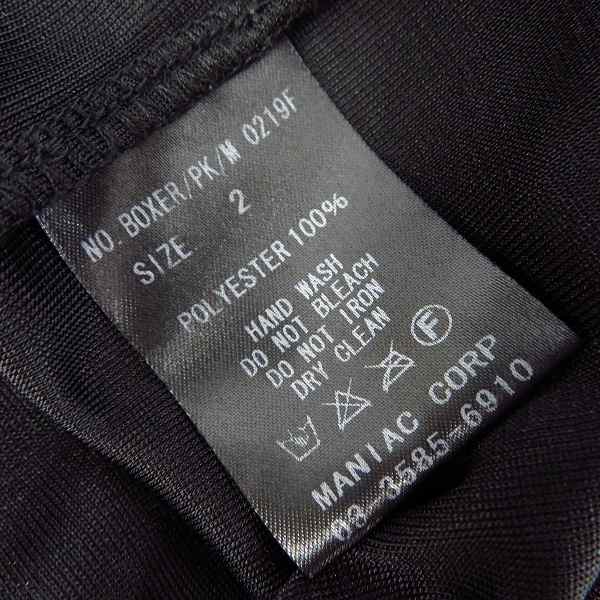 NO. BOXER/PK/M 0219F
SIZE 2
POLYESTER 100%
HAND WASH
DO NOT BLEACH
DO NOT IRON
DRY CLEAN
F
MANIAC CORP
03-3585-6910